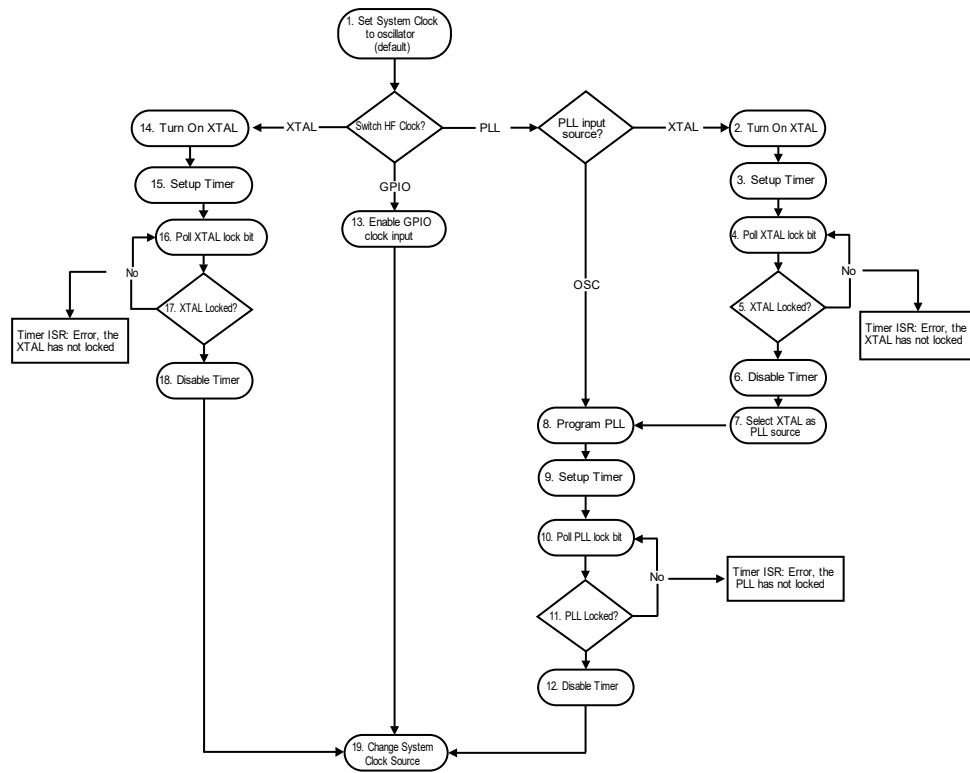 1. Set System Clock
to oscillator
(default)
Switch HF Clock?
XTAL
PLL
GPIO
PLL input
source?
XTAL
OSC
14. Turn On XTAL
15. Setup Timer
16. Poll XTAL lock bit
No
17. XTAL Locked?
Timer ISR: Error, the
XTAL has not locked
18. Disable Timer
13. Enable GPIO
clock input
2. Turn On XTAL
3. Setup Timer
4. Poll XTAL lock bit
No
5. XTAL Locked?
Timer ISR: Error, the
XTAL has not locked
6. Disable Timer
7. Select XTAL as
PLL source
8. Program PLL
9. Setup Timer
10. Poll PLL lock bit
No
Timer ISR: Error, the
PLL has not locked
11. PLL Locked?
12. Disable Timer
19. Change System
Clock Source